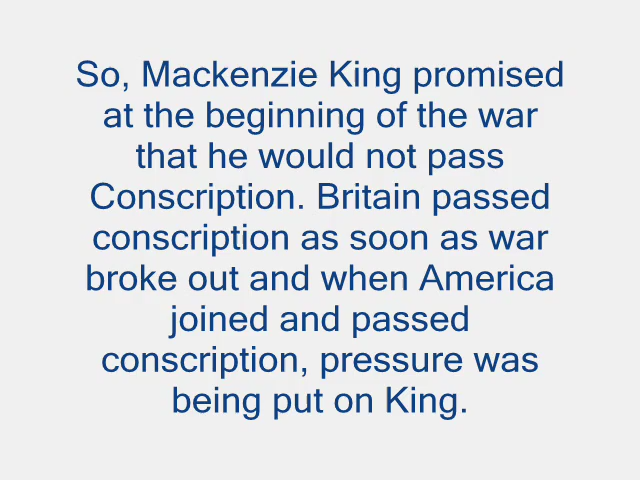 So, Mackenzie King promised
at the beginning of the war
that he would not pass
Conscription. Britain passed
conscription as soon as war
broke out and when America
joined and passed
conscription, pressure was
being put on King.